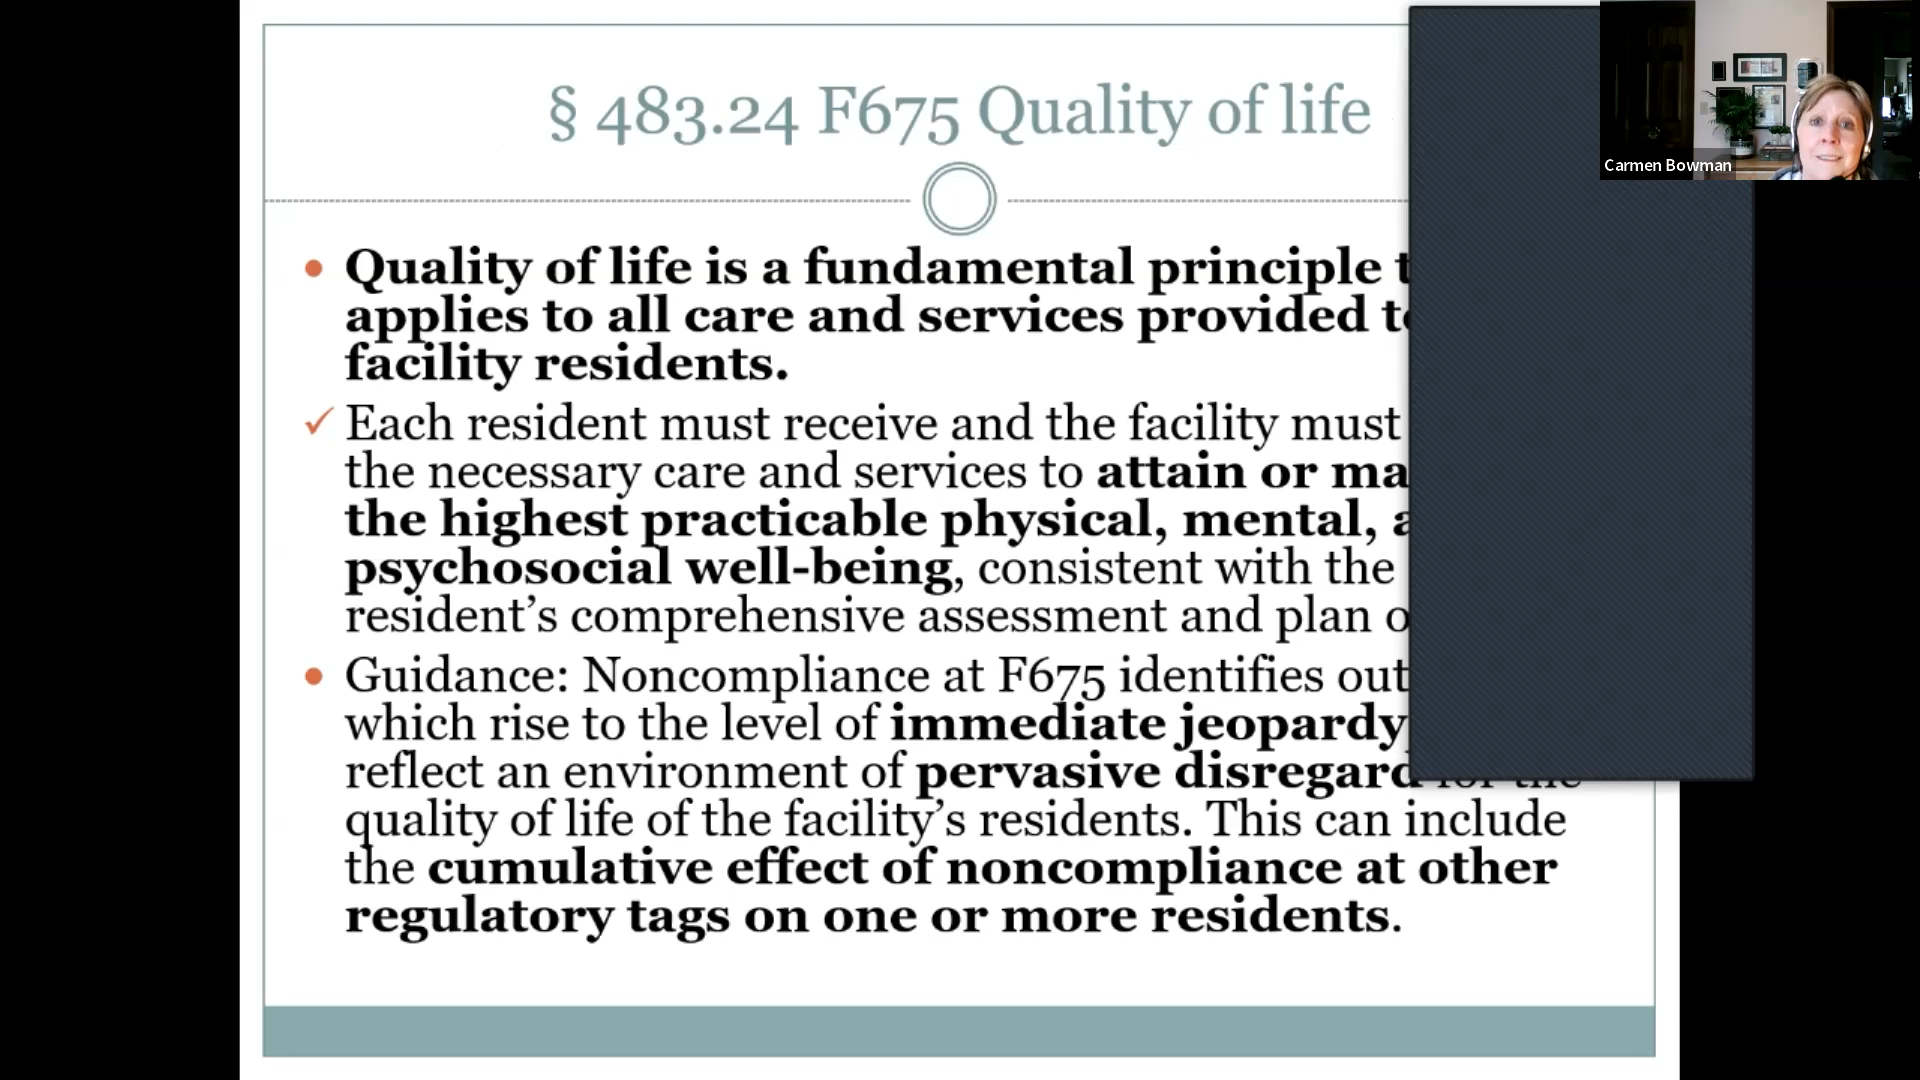 § 483.24 F675 Quality of life
Carmen Bowman
• Quality of life is a fundamental principle
applies to all care and services provided
facility residents.
✓ Each resident must receive and the facility must
the necessary care and services to attain or
the highest practicable physical, mental,
psychosocial well-being, consistent with the
resident’s comprehensive assessment and plan
• Guidance: Noncompliance at F675 identifies
which rise to the level of immediate jeopardy
reflect an environment of pervasive disregard for the
quality of life of the facility’s residents. This can include
the cumulative effect of noncompliance at other
regulatory tags on one or more residents.